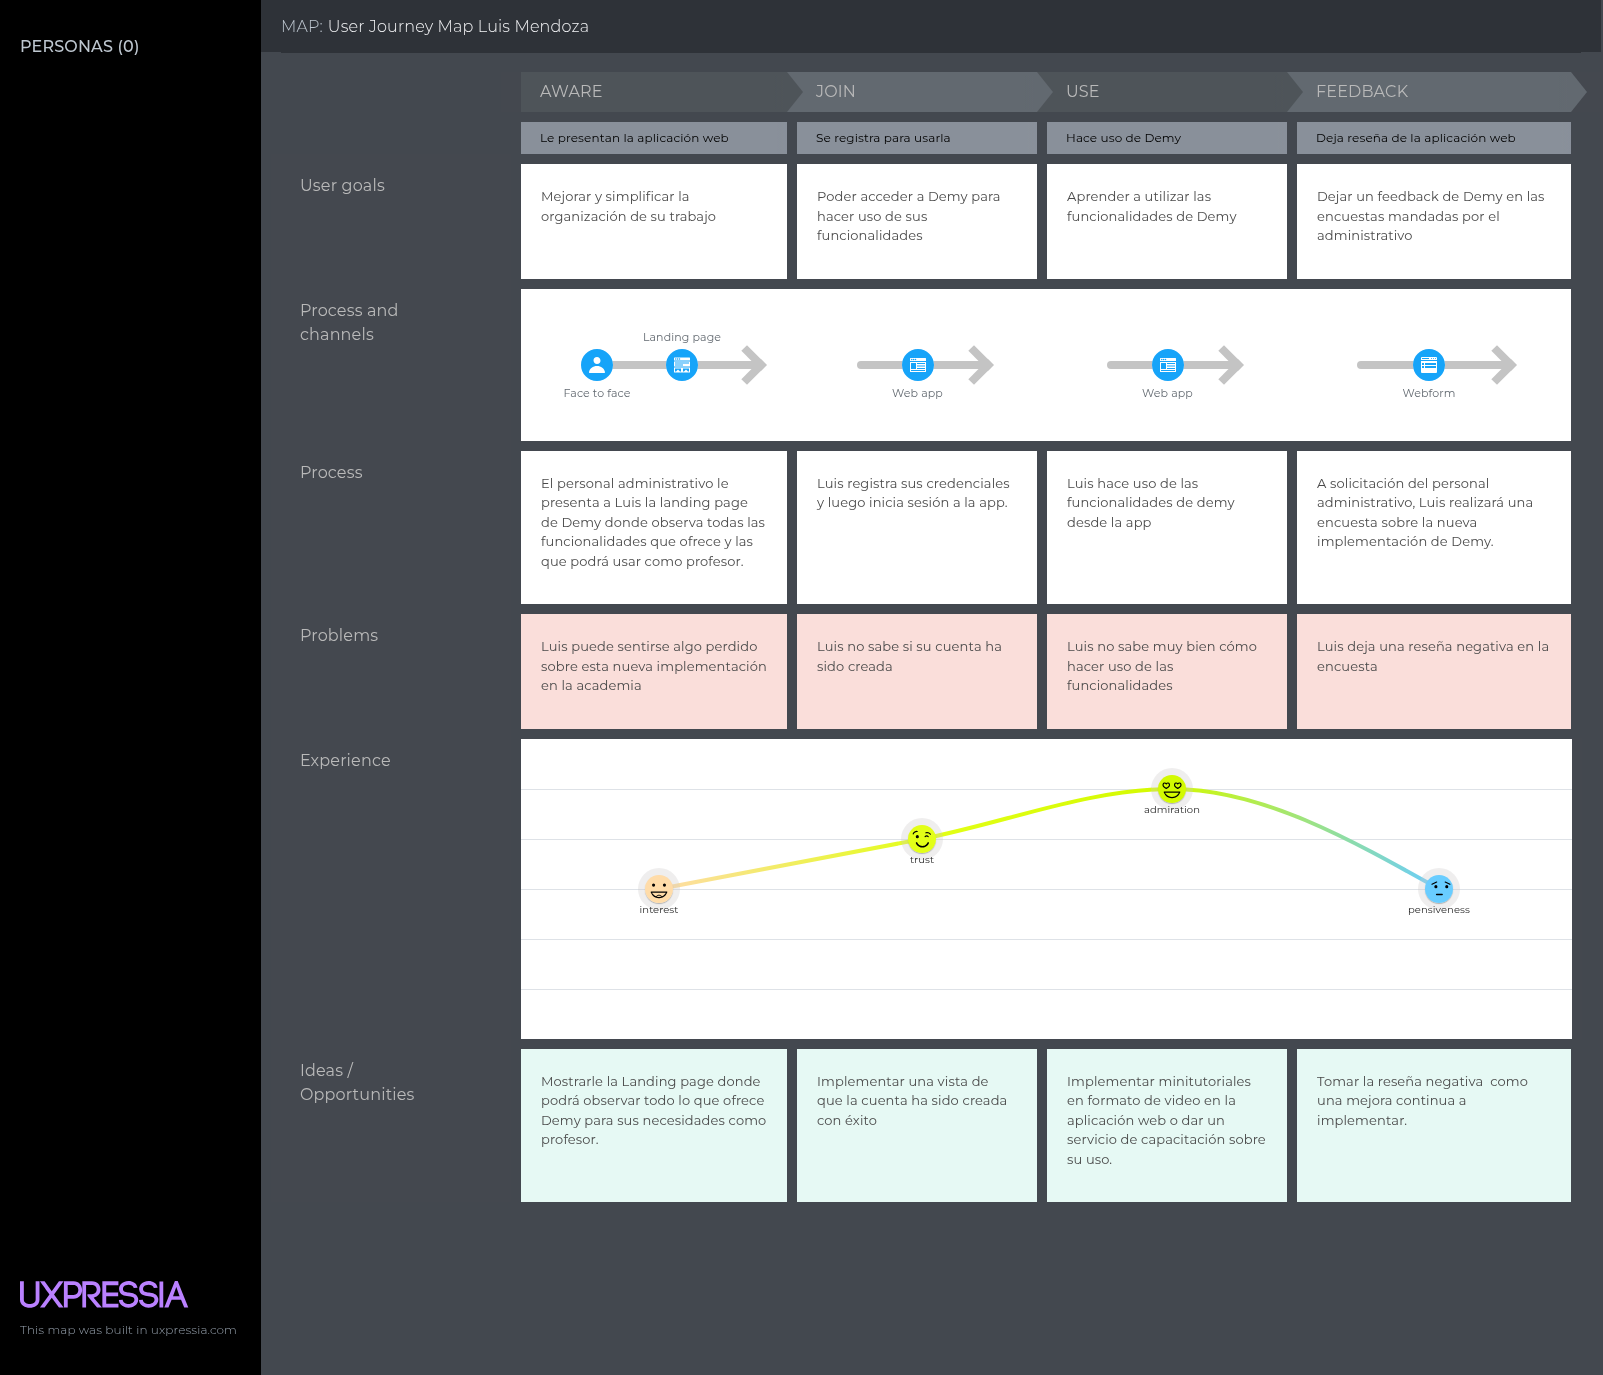 PERSONAS (0)
MAP: User Journey Map Luis Mendoza
AWARE
JOIN
USE
FEEDBACK
Le presentan la aplicación web
Se registra para usarla
Hace uso de Demy
Deja reseña de la aplicación web
User goals
Mejorar y simplificar la
organización de su trabajo
Poder acceder a Demy para
hacer uso de sus
funcionalidades
Aprender a utilizar las
funcionalidades de Demy
Dejar un feedback de Demy en las
encuestas mandadas por el
administrativo
Process and
channels
Landing page
Face to face
Web app
Web app
Webform
Process
El personal administrativo le
presenta a Luis la landing page
de Demy donde observa todas las
funcionalidades que ofrece y las
que podrá usar como profesor.
Luis registra sus credenciales
y luego inicia sesión a la app.
Luis hace uso de las
funcionalidades de demy
desde la app
A solicitación del personal
administrativo, Luis realizará una
encuesta sobre la nueva
implementación de Demy.
Problems
Luis puede sentirse algo perdido
sobre esta nueva implementación
en la academia
Luis no sabe si su cuenta ha
sido creada
Luis no sabe muy bien cómo
hacer uso de las
funcionalidades
Luis deja una reseña negativa en la
encuesta
Experience
admiration
trust
interest
pensiveness
Ideas /
Opportunities
Mostrarle la Landing page donde
podrá observar todo lo que ofrece
Demy para sus necesidades como
profesor.
Implementar una vista de
que la cuenta ha sido creada
con éxito
Implementar minitutoriales
en formato de video en la
aplicación web o dar un
servicio de capacitación sobre
su uso.
Tomar la reseña negativa  como
una mejora continua a
implementar.
UXPRESSIA
This map was built in uxpressia.com